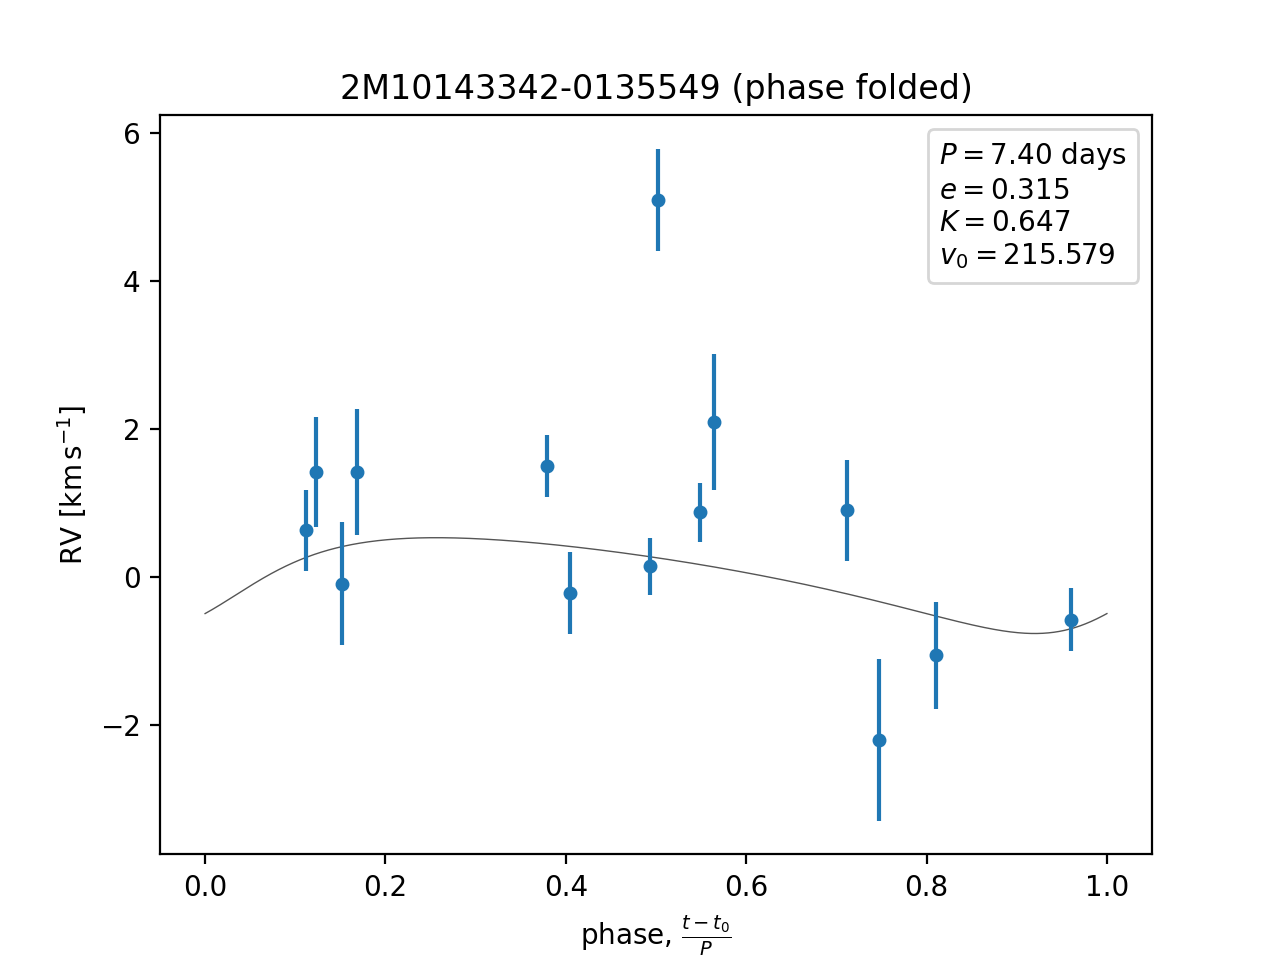 2M10143342-0135549 (phase folded)
P = 7.40 days
e = 0.315
K = 0.647
v₀ = 215.579
6
4
2
0
−2
RV [km s⁻¹]
0.0 0.2 0.4 0.6 0.8 1.0
phase, (t − t₀)/P